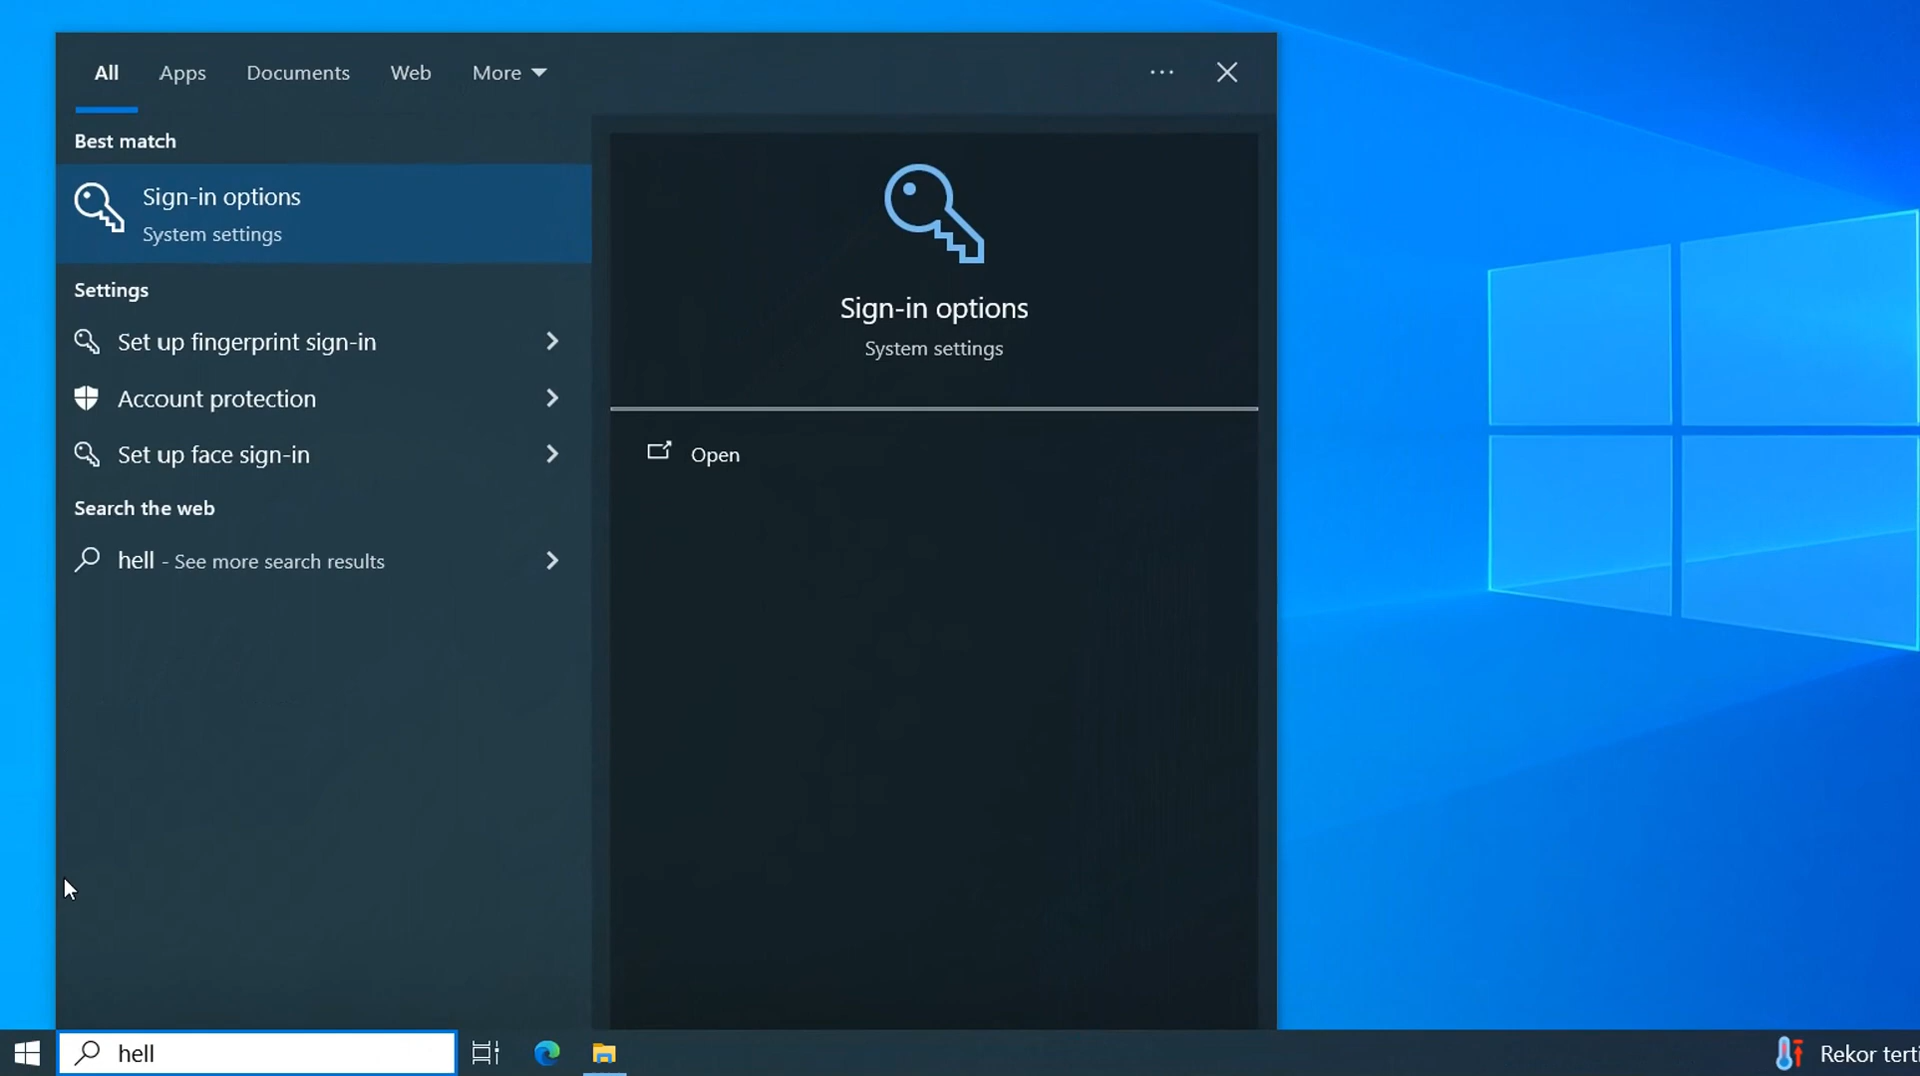 All Apps Documents Web More
Best match
Sign-in options
System settings
Settings
Set up fingerprint sign-in
Account protection
Set up face sign-in
Search the web
hell - See more search results
Sign-in options
System settings
Open
hell
Rekor terti